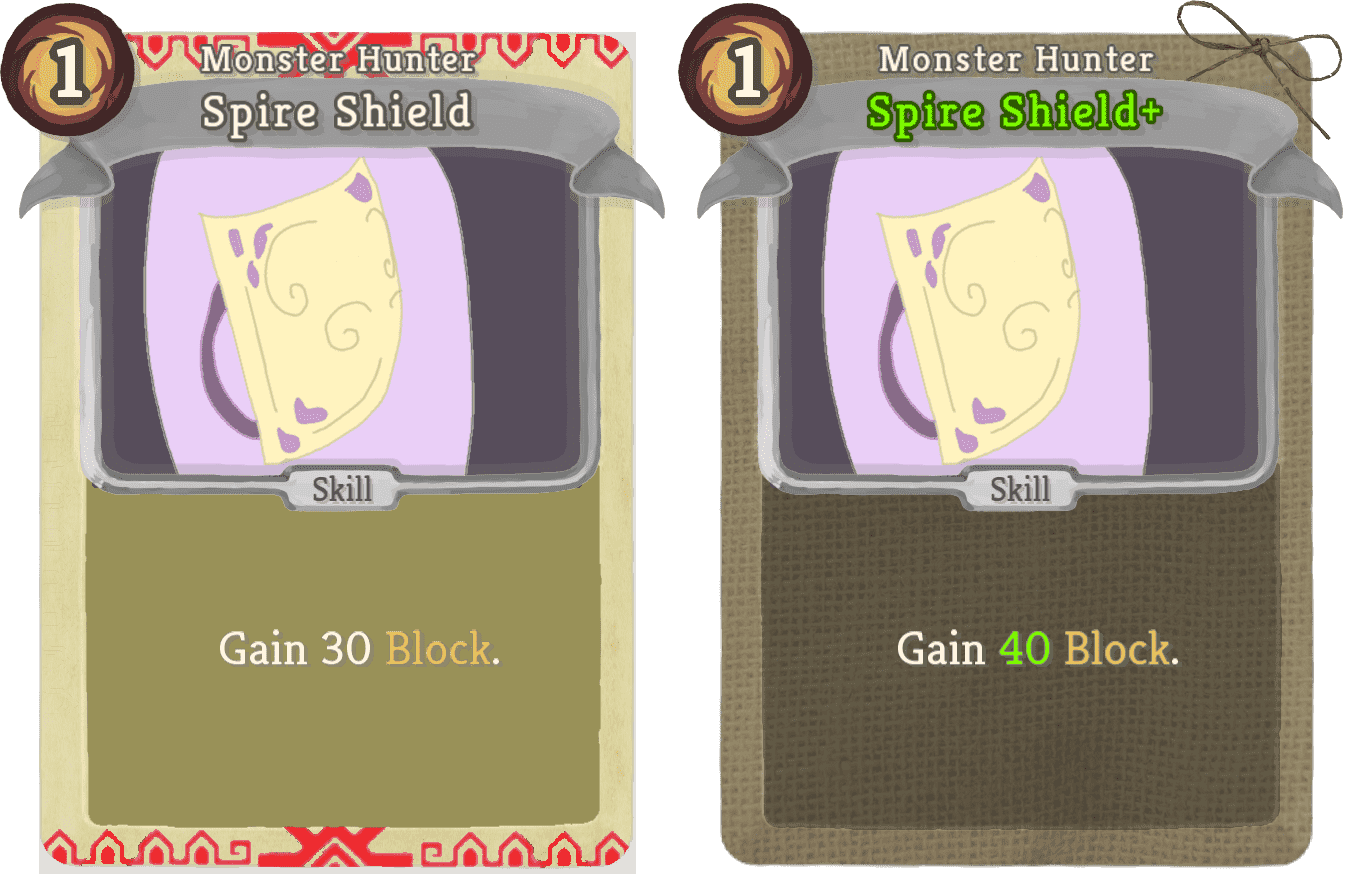 1
Monster Hunter
Spire Shield
Skill
Gain 30 Block.
1
Monster Hunter
Spire Shield+
Skill
Gain 40 Block.